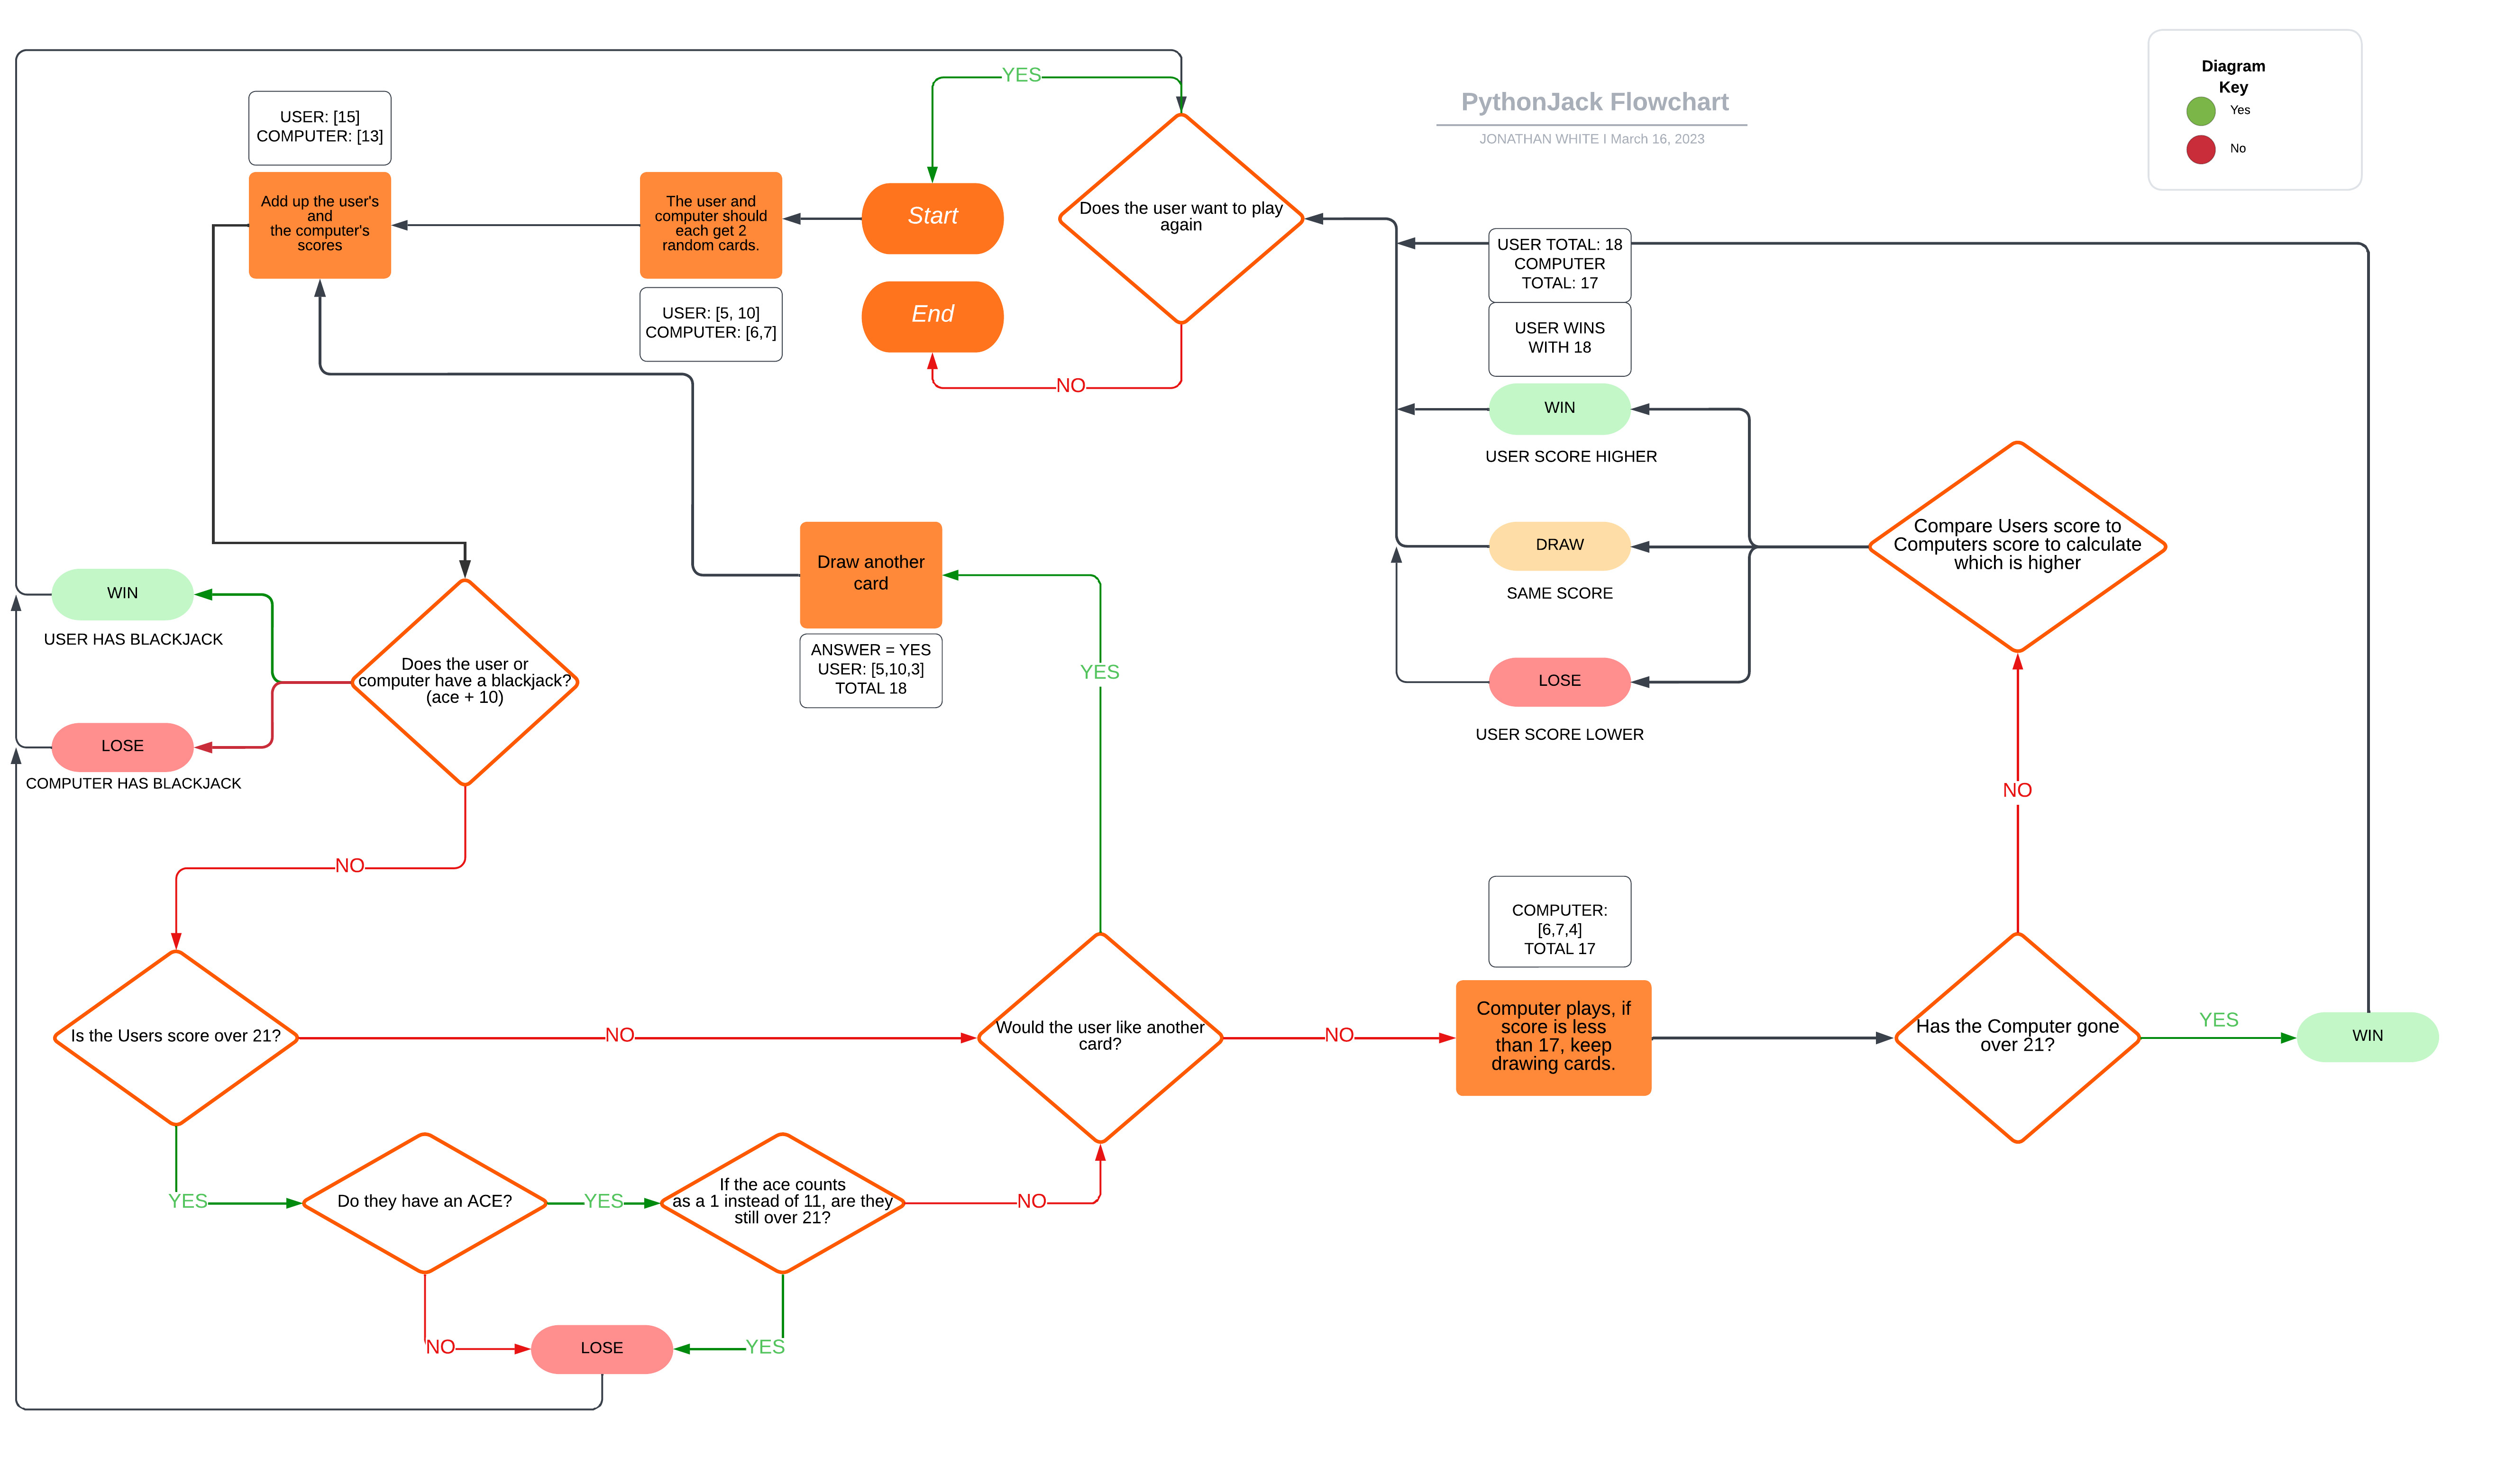 PythonJack Flowchart
JONATHAN WHITE I March 16, 2023
Diagram
Key
Yes
No
YES
USER: [15]
COMPUTER: [13]
Add up the user's
and
the computer's
scores
The user and
computer should
each get 2
random cards.
USER: [5, 10]
COMPUTER: [6,7]
Start
End
Does the user want to play
again
NO
USER TOTAL: 18
COMPUTER
TOTAL: 17
USER WINS
WITH 18
WIN
USER SCORE HIGHER
DRAW
SAME SCORE
LOSE
USER SCORE LOWER
Compare Users score to
Computers score to calculate
which is higher
Draw another
card
ANSWER = YES
USER: [5,10,3]
TOTAL 18
YES
WIN
USER HAS BLACKJACK
LOSE
COMPUTER HAS BLACKJACK
Does the user or
computer have a blackjack?
(ace + 10)
NO
NO
COMPUTER:
[6,7,4]
TOTAL 17
Is the Users score over 21?
NO
Would the user like another
card?
NO
Computer plays, if
score is less
than 17, keep
drawing cards.
Has the Computer gone
over 21?
YES
WIN
YES
Do they have an ACE?
YES
If the ace counts
as a 1 instead of 11, are they
still over 21?
NO
NO
LOSE
YES